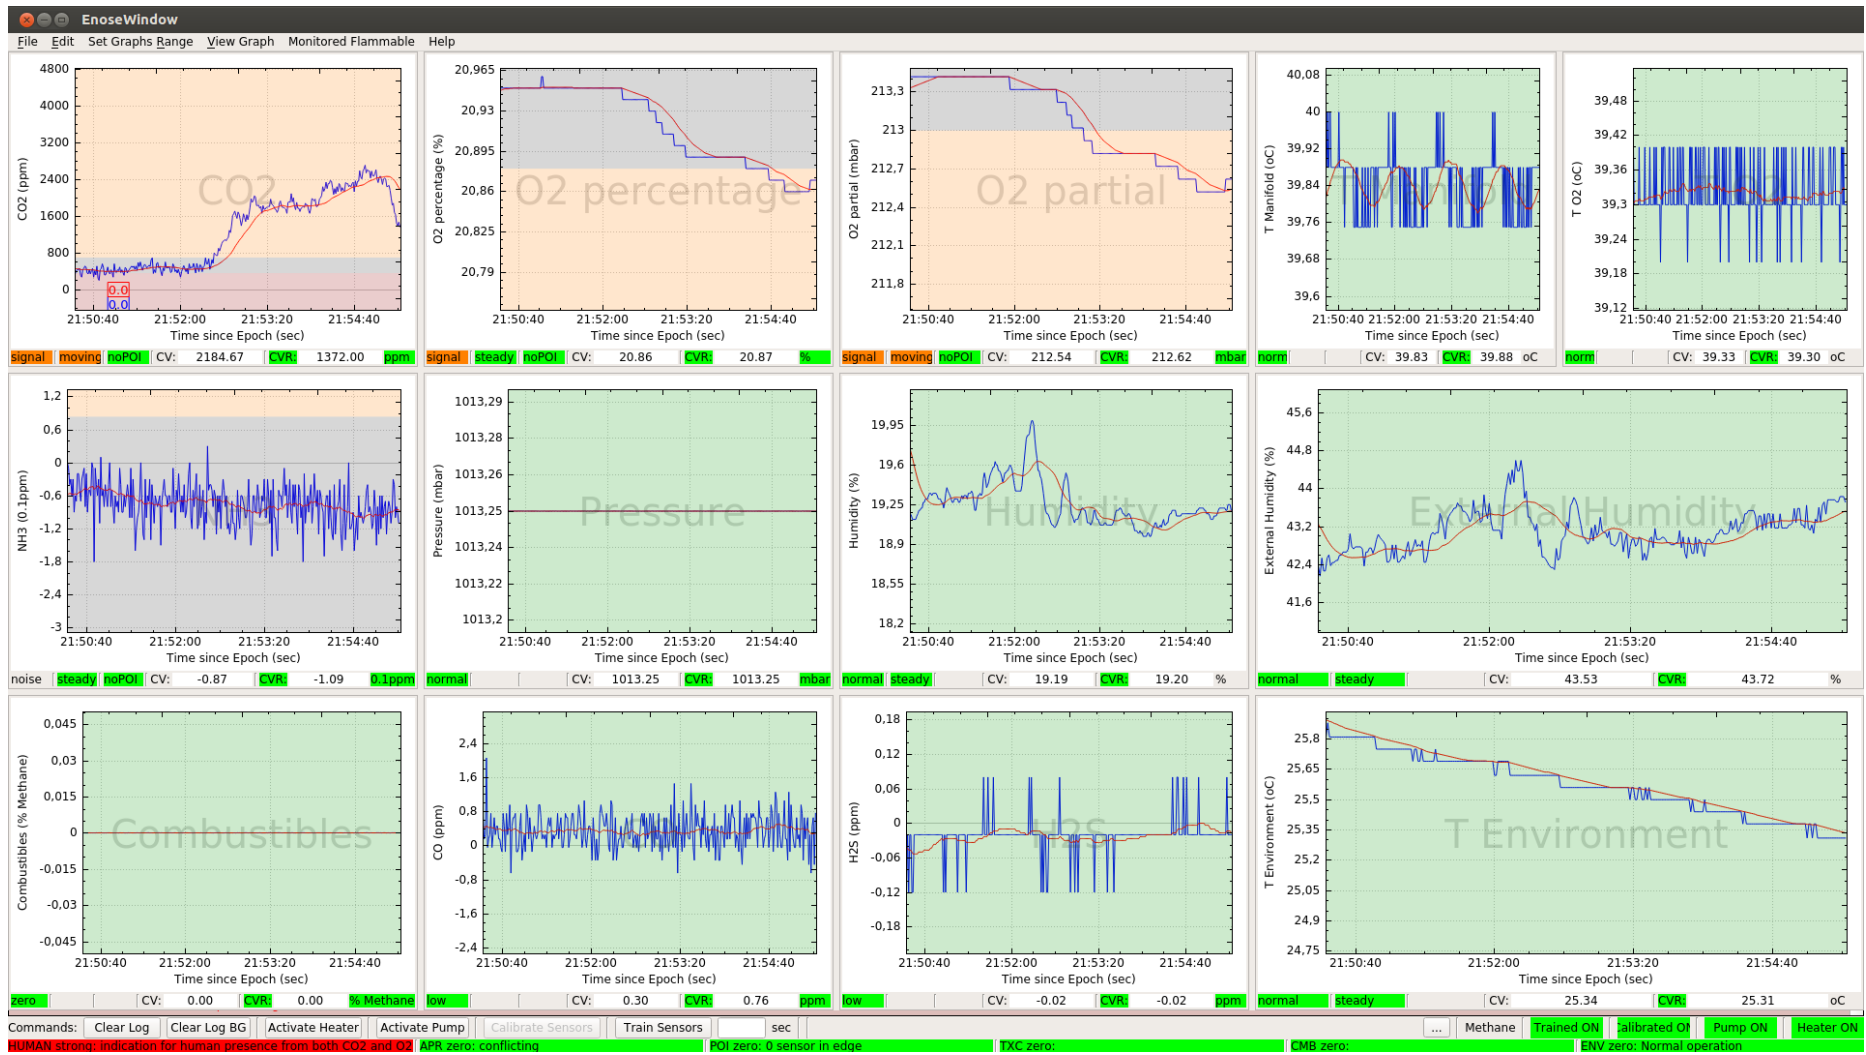 EnoseWindow
File Edit Set Graphs Range View Graph Monitored Flammable Help
CO2
CO2 (ppm)
4800
4000
3200
2400
1600
800
0
0.0
0.0
21:50:40 21:52:00 21:53:20 21:54:40
Time since Epoch (sec)
signal moving noPOI CV: 2184.67 CVR: 1372.00 ppm
O2 percentage
O2 percentage (%)
20,965
20,93
20,895
20,86
20,825
20,79
21:50:40 21:52:00 21:53:20 21:54:40
Time since Epoch (sec)
signal steady noPOI CV: 20.86 CVR: 20.87 %
O2 partial
O2 partial (mbar)
213,3
213
212,7
212,4
212,1
211,8
21:50:40 21:52:00 21:53:20 21:54:40
Time since Epoch (sec)
signal moving noPOI CV: 212.54 CVR: 212.62 mbar
T Manifold (oC)
40,08
40
39,92
39,84
39,76
39,68
39,6
21:50:40 21:52:00 21:53:20 21:54:40
Time since Epoch (sec)
norm CV: 39.83 CVR: 39.88 oC
T O2 (oC)
39,48
39,42
39,36
39,3
39,24
39,18
39,12
21:50:40 21:52:00 21:53:20 21:54:40
Time since Epoch (sec)
norm CV: 39.33 CVR: 39.30 oC
NH3 (0.1ppm)
1,2
0,6
0
-0,6
-1,2
-1,8
-2,4
-3
21:50:40 21:52:00 21:53:20 21:54:40
Time since Epoch (sec)
noise steady noPOI CV: -0.87 CVR: -1.09 0.1ppm
Pressure
Pressure (mbar)
1013,29
1013,28
1013,26
1013,25
1013,24
1013,22
1013,2
21:50:40 21:52:00 21:53:20 21:54:40
Time since Epoch (sec)
normal CV: 1013.25 CVR: 1013.25 mbar
Humidity
Humidity (%)
19,95
19,6
19,25
18,9
18,55
18,2
21:50:40 21:52:00 21:53:20 21:54:40
Time since Epoch (sec)
normal steady CV: 19.19 CVR: 19.20 %
External Humidity
External Humidity (%)
45,6
44,8
44
43,2
42,4
41,6
21:50:40 21:52:00 21:53:20 21:54:40
Time since Epoch (sec)
normal steady CV: 43.53 CVR: 43.72 %
Combustibles
Combustibles (% Methane)
0,045
0,03
0,015
0
-0,015
-0,03
-0,045
21:50:40 21:52:00 21:53:20 21:54:40
Time since Epoch (sec)
zero CV: 0.00 CVR: 0.00 % Methane
CO (ppm)
2,4
1,6
0,8
0
-0,8
-1,6
-2,4
21:50:40 21:52:00 21:53:20 21:54:40
Time since Epoch (sec)
low CV: 0.30 CVR: 0.76 ppm
H2S
H2S (ppm)
0,18
0,12
0,06
0
-0,06
-0,12
-0,18
21:50:40 21:52:00 21:53:20 21:54:40
Time since Epoch (sec)
low CV: -0.02 CVR: -0.02 ppm
T Environment
T Environment (oC)
25,8
25,65
25,5
25,35
25,2
25,05
24,9
24,75
21:50:40 21:52:00 21:53:20 21:54:40
Time since Epoch (sec)
normal steady CV: 25.34 CVR: 25.31 oC
Commands: Clear Log Clear Log BG Activate Heater Activate Pump Calibrate Sensors Train Sensors sec ... Methane Trained ON Calibrated ON Pump ON Heater ON
HUMAN strong: indication for human presence from both CO2 and O2 APR zero: conflicting POI zero: 0 sensor in edge TXC zero: CMB zero: ENV zero: Normal operation